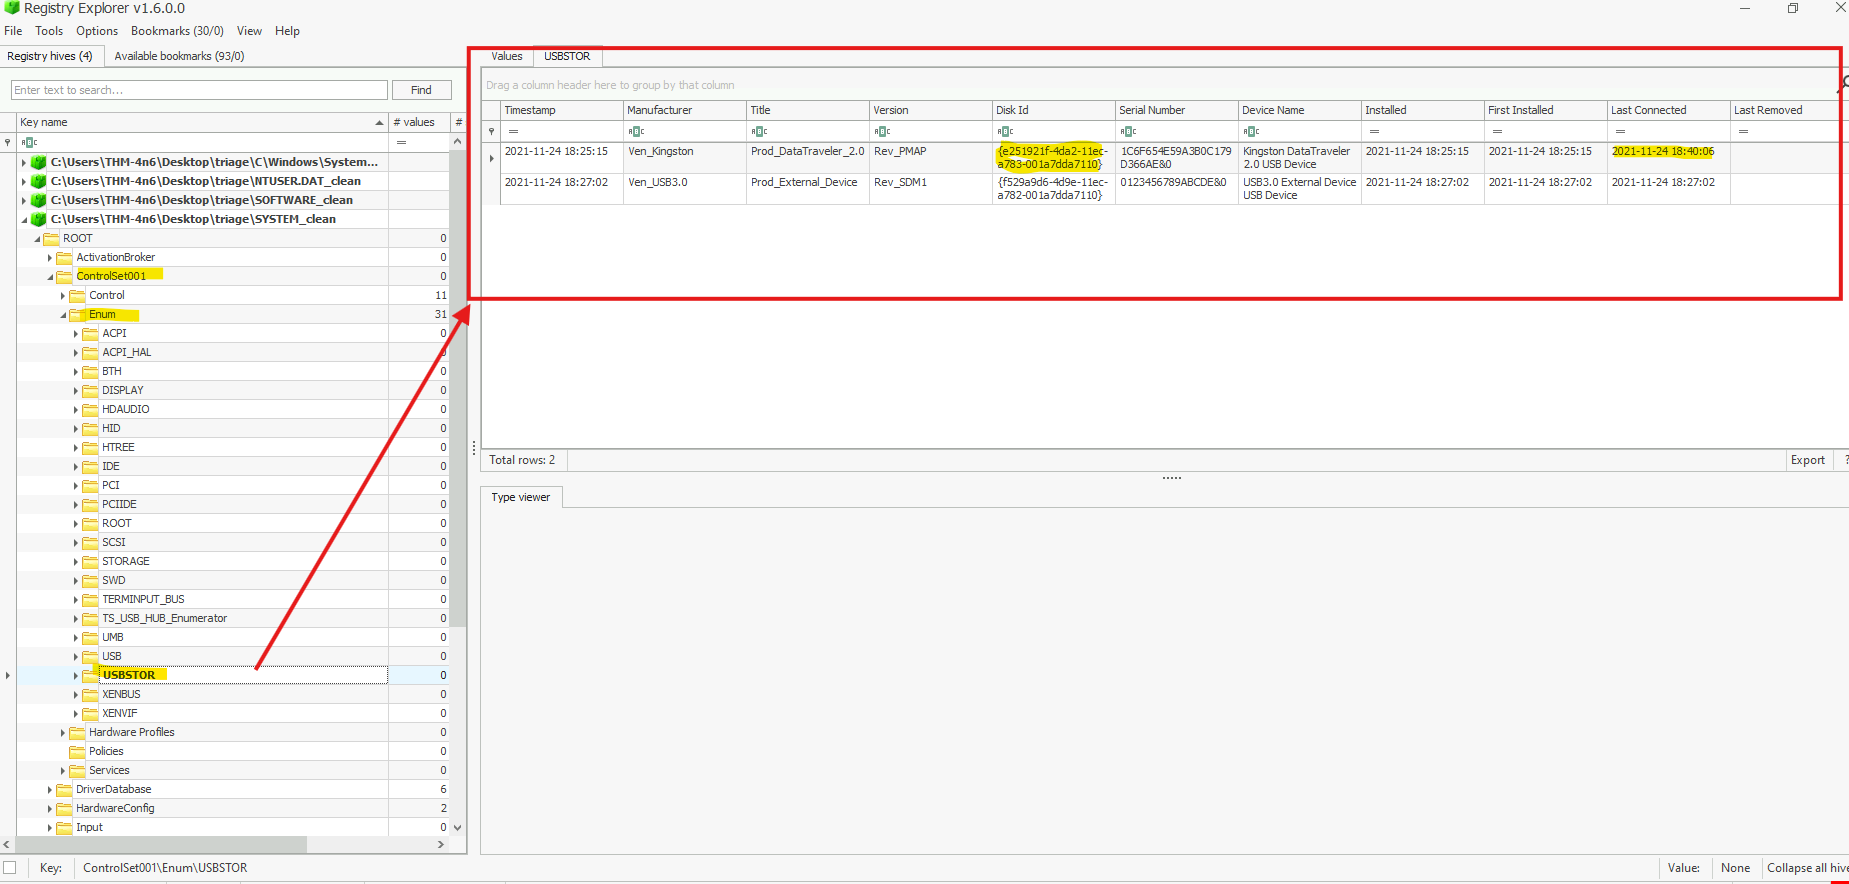 Registry Explorer v1.6.0.0
File Tools Options Bookmarks (30/0) View Help
Registry hives (4) Available bookmarks (93/0)
Enter text to search... Find
Key name # values #
C:\Users\THM-4n6\Desktop\triage\C\Windows\System...
C:\Users\THM-4n6\Desktop\triage\NTUSER.DAT_clean
C:\Users\THM-4n6\Desktop\triage\SOFTWARE_clean
C:\Users\THM-4n6\Desktop\triage\SYSTEM_clean
ROOT 0
ActivationBroker 0
ControlSet001 0
Control 11
Enum 31
ACPI 0
ACPI_HAL 0
BTH 0
DISPLAY 0
HDAUDIO 0
HID 0
HTREE 0
IDE 0
PCI 0
PCIIDE 0
ROOT 0
SCSI 0
STORAGE 0
SWD 0
TERMINPUT_BUS 0
TS_USB_HUB_Enumerator 0
UMB 0
USB 0
USBSTOR 0
XENBUS 0
XENVIF 0
Hardware Profiles 0
Policies 0
Services 0
DriverDatabase 6
HardwareConfig 2
Input 0
Values USBSTOR
Drag a column header here to group by that column
Timestamp Manufacturer Title Version Disk Id Serial Number Device Name Installed First Installed Last Connected Last Removed
2021-11-24 18:25:15 Ven_Kingston Prod_DataTraveler_2.0 Rev_PMAP {e251921f-4da2-11ec- 1C6F654E59A3B0C179 Kingston DataTraveler 2021-11-24 18:25:15 2021-11-24 18:25:15 2021-11-24 18:40:06
a783-001a7dda7110} D366AE&0 2.0 USB Device
2021-11-24 18:27:02 Ven_USB3.0 Prod_External_Device Rev_SDM1 {f529a9d6-4d9e-11ec- 0123456789ABCDE&0 USB3.0 External Device 2021-11-24 18:27:02 2021-11-24 18:27:02 2021-11-24 18:27:02
a782-001a7dda7110} USB Device
Total rows: 2 Export ?
Type viewer
Key: ControlSet001\Enum\USBSTOR Value: None Collapse all hive